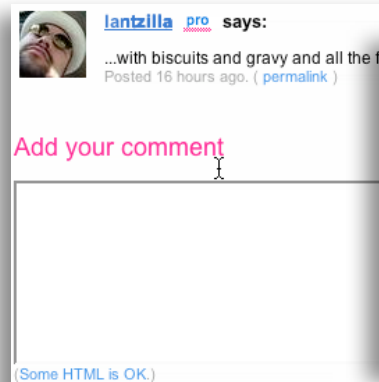 lantzilla pro says:
...with biscuits and gravy and all the
Posted 16 hours ago. ( permalink )
Add your comment
(Some HTML is OK.)